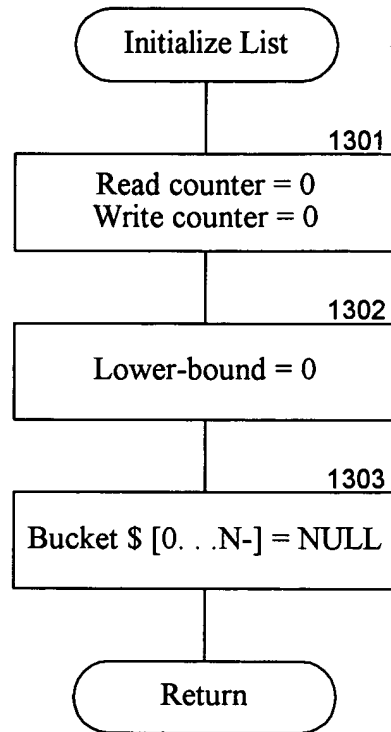 Initialize List
1301
Read counter = 0
Write counter = 0
1302
Lower-bound = 0
1303
Bucket $ [0. . .N-] = NULL
Return